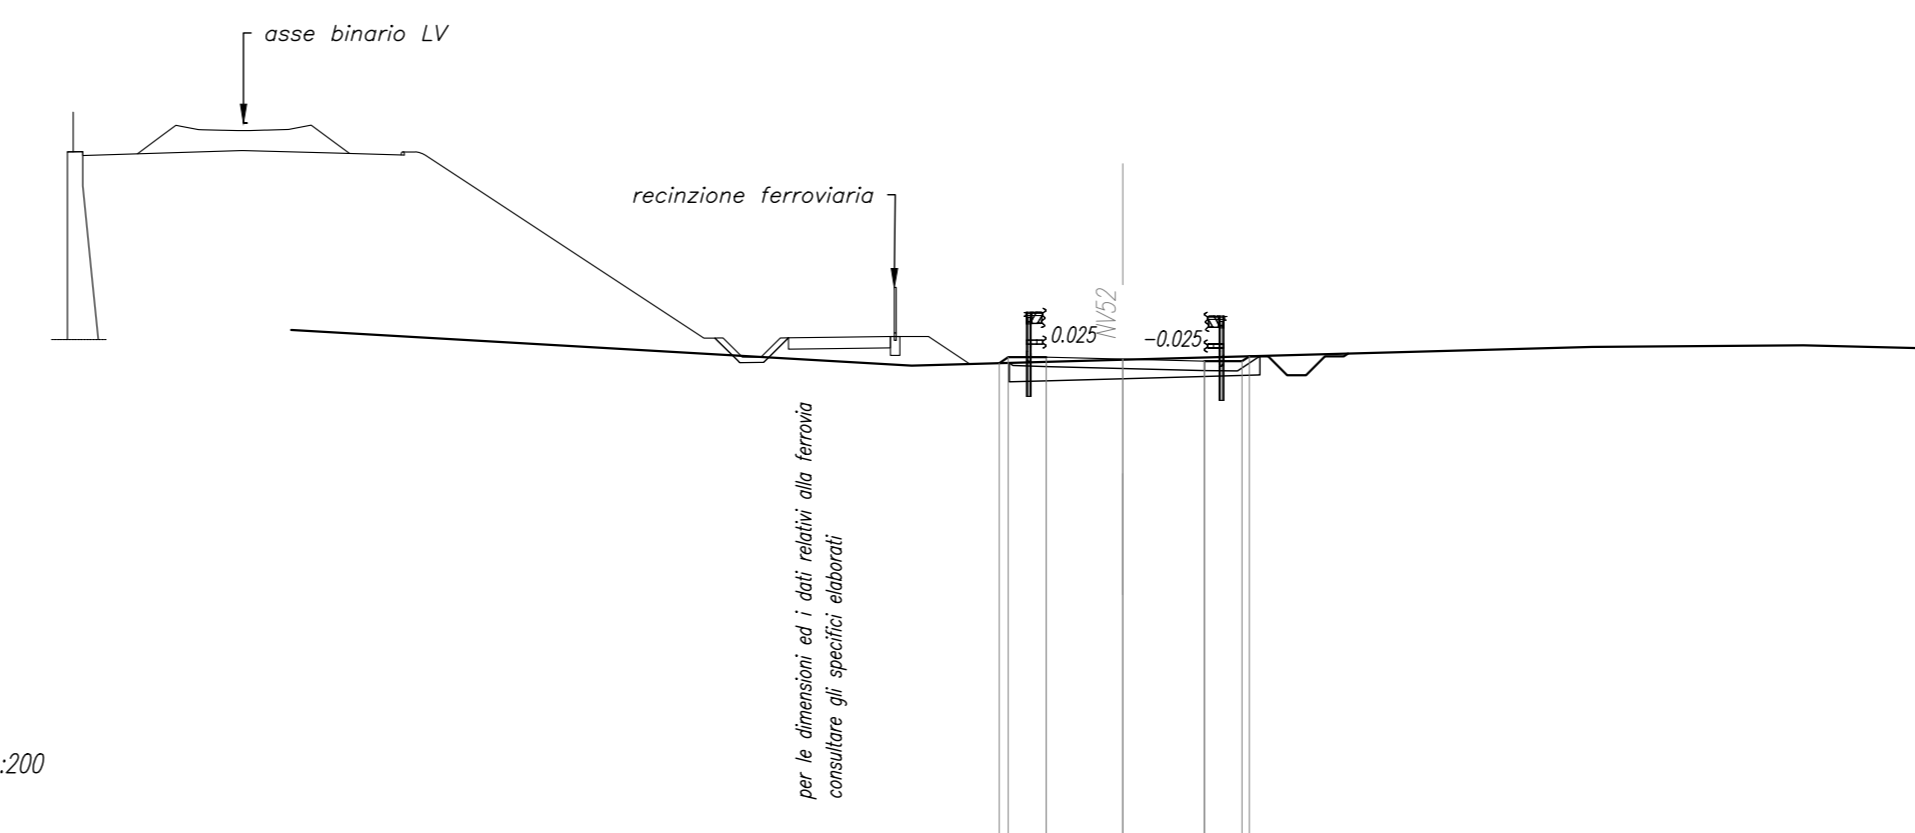 asse binario LV
recinzione ferroviaria
NV52
0.025
-0.025
per le dimensioni ed i dati relativi alla ferrovia
consultare gli specifici elaborati
:200